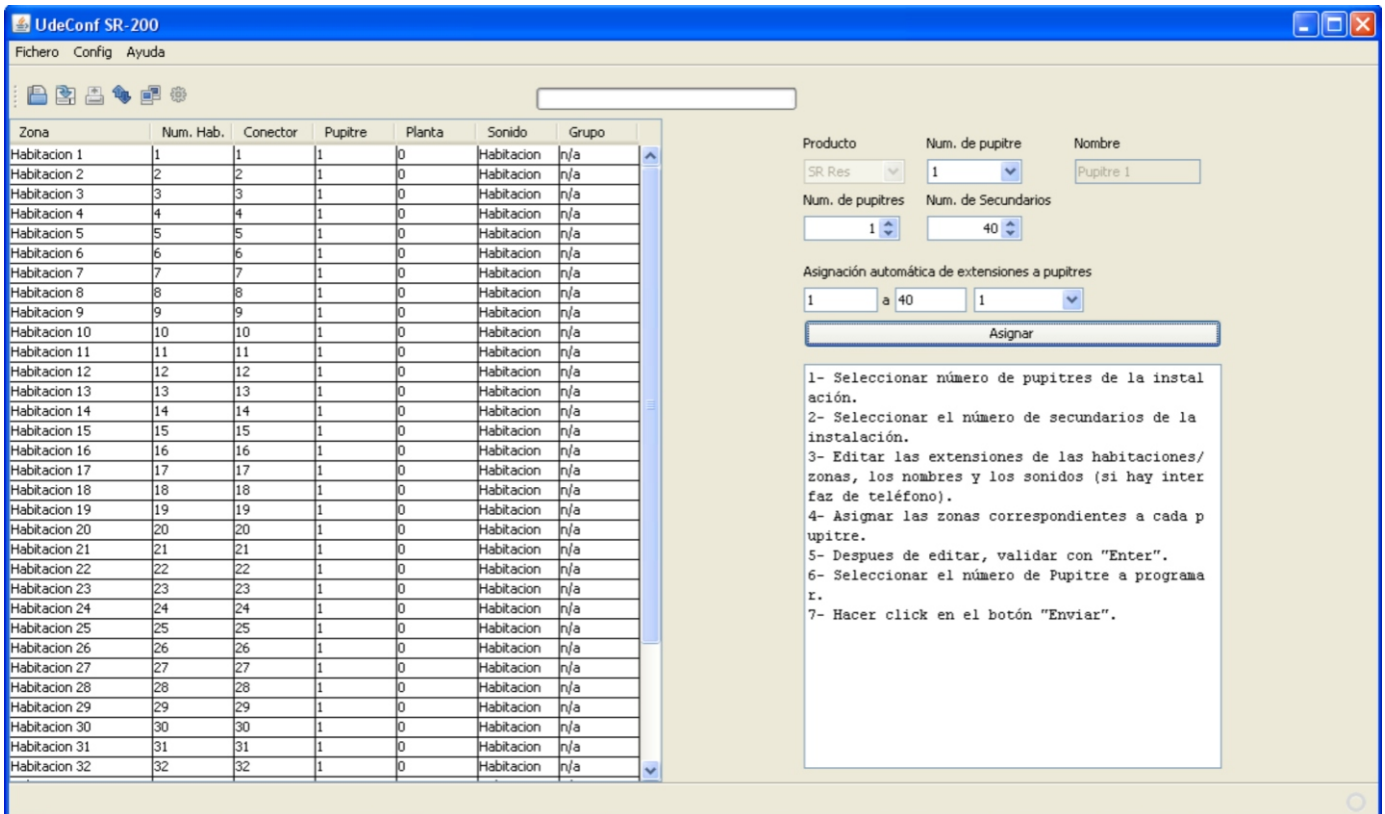 UdeConf SR-200
Fichero Config Ayuda
Zona Num. Hab. Conector Pupitre Planta Sonido Grupo
Habitacion 1 1 1 1 0 Habitacion n/a
Habitacion 2 2 2 1 0 Habitacion n/a
Habitacion 3 3 3 1 0 Habitacion n/a
Habitacion 4 4 4 1 0 Habitacion n/a
Habitacion 5 5 5 1 0 Habitacion n/a
Habitacion 6 6 6 1 0 Habitacion n/a
Habitacion 7 7 7 1 0 Habitacion n/a
Habitacion 8 8 8 1 0 Habitacion n/a
Habitacion 9 9 9 1 0 Habitacion n/a
Habitacion 10 10 10 1 0 Habitacion n/a
Habitacion 11 11 11 1 0 Habitacion n/a
Habitacion 12 12 12 1 0 Habitacion n/a
Habitacion 13 13 13 1 0 Habitacion n/a
Habitacion 14 14 14 1 0 Habitacion n/a
Habitacion 15 15 15 1 0 Habitacion n/a
Habitacion 16 16 16 1 0 Habitacion n/a
Habitacion 17 17 17 1 0 Habitacion n/a
Habitacion 18 18 18 1 0 Habitacion n/a
Habitacion 19 19 19 1 0 Habitacion n/a
Habitacion 20 20 20 1 0 Habitacion n/a
Habitacion 21 21 21 1 0 Habitacion n/a
Habitacion 22 22 22 1 0 Habitacion n/a
Habitacion 23 23 23 1 0 Habitacion n/a
Habitacion 24 24 24 1 0 Habitacion n/a
Habitacion 25 25 25 1 0 Habitacion n/a
Habitacion 26 26 26 1 0 Habitacion n/a
Habitacion 27 27 27 1 0 Habitacion n/a
Habitacion 28 28 28 1 0 Habitacion n/a
Habitacion 29 29 29 1 0 Habitacion n/a
Habitacion 30 30 30 1 0 Habitacion n/a
Habitacion 31 31 31 1 0 Habitacion n/a
Habitacion 32 32 32 1 0 Habitacion n/a
Producto Num. de pupitre Nombre
SR Res 1 Pupitre 1
Num. de pupitres Num. de Secundarios
1 40
Asignación automática de extensiones a pupitres
1 a 40 1
Asignar
1- Seleccionar número de pupitres de la instal
ación.
2- Seleccionar el número de secundarios de la
instalación.
3- Editar las extensiones de las habitaciones/
zonas, los nombres y los sonidos (si hay inter
faz de teléfono).
4- Asignar las zonas correspondientes a cada p
upitre.
5- Despues de editar, validar con "Enter".
6- Seleccionar el número de Pupitre a programa
r.
7- Hacer click en el botón "Enviar".